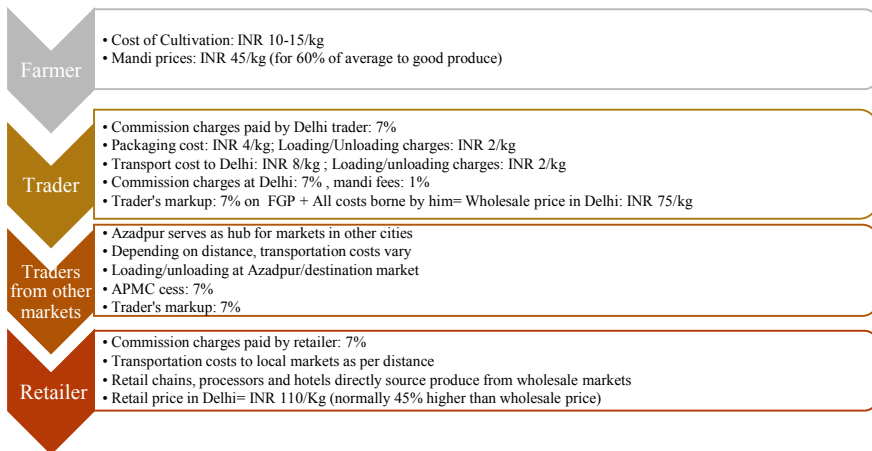 Farmer
• Cost of Cultivation: INR 10-15/kg
• Mandi prices: INR 45/kg (for 60% of average to good produce)
Trader
• Commission charges paid by Delhi trader: 7%
• Packaging cost: INR 4/kg; Loading/Unloading charges: INR 2/kg
• Transport cost to Delhi: INR 8/kg ; Loading/unloading charges: INR 2/kg
• Commission charges at Delhi: 7% , mandi fees: 1%
• Trader's markup: 7% on FGP + All costs borne by him= Wholesale price in Delhi: INR 75/kg
Traders
from other
markets
• Azadpur serves as hub for markets in other cities
• Depending on distance, transportation costs vary
• Loading/unloading at Azadpur/destination market
• APMC cess: 7%
• Trader's markup: 7%
Retailer
• Commission charges paid by retailer: 7%
• Transportation costs to local markets as per distance
• Retail chains, processors and hotels directly source produce from wholesale markets
• Retail price in Delhi= INR 110/Kg (normally 45% higher than wholesale price)